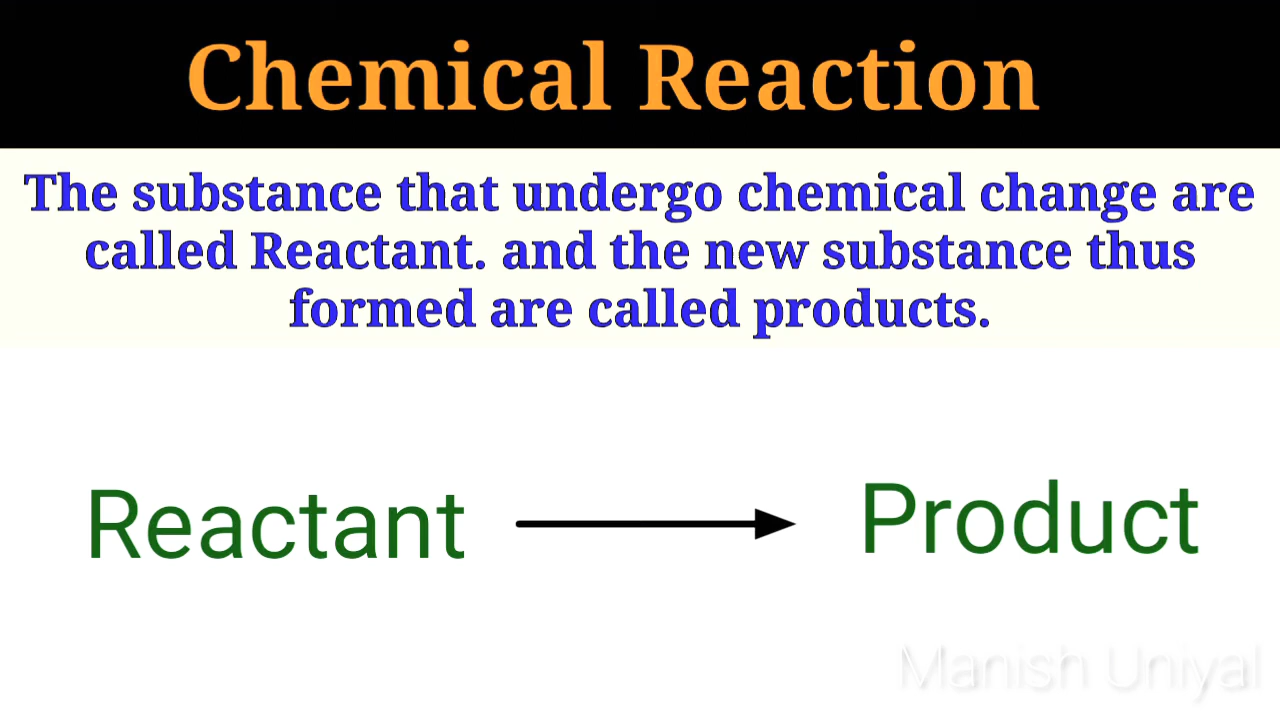 Chemical Reaction
The substance that undergo chemical change are
called Reactant. and the new substance thus
formed are called products.
Reactant
Product
Manish Uniyal